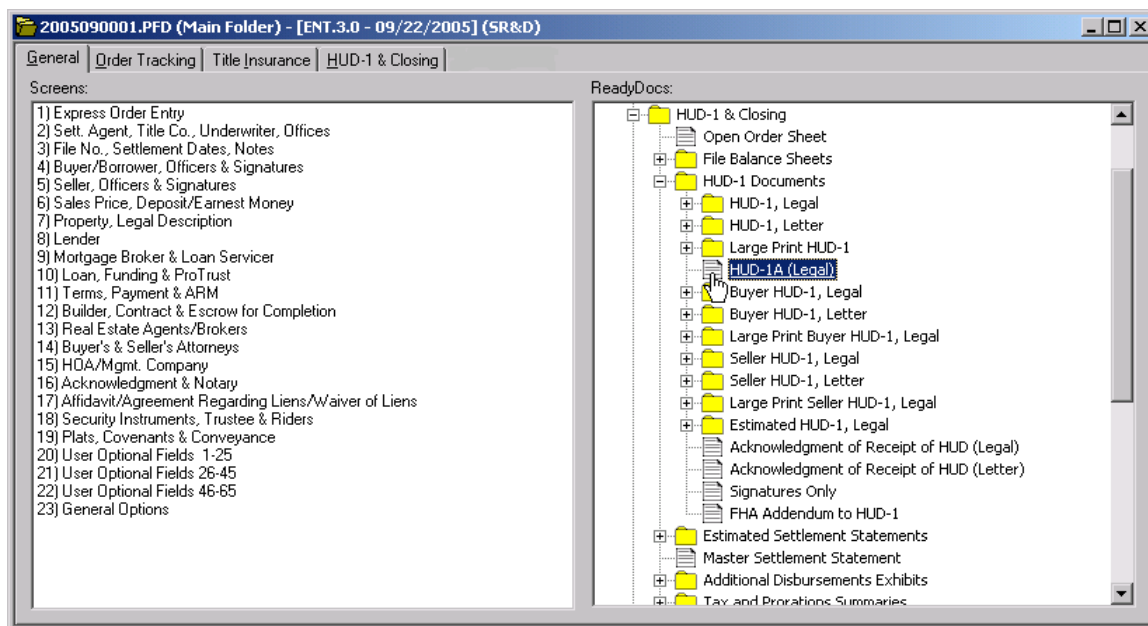 2005090001.PFD (Main Folder) - [ENT.3.0 - 09/22/2005] (SR&D)
General Order Tracking Title Insurance HUD-1 & Closing
Screens:
1) Express Order Entry
2) Sett. Agent, Title Co., Underwriter, Offices
3) File No., Settlement Dates, Notes
4) Buyer/Borrower, Officers & Signatures
5) Seller, Officers & Signatures
6) Sales Price, Deposit/Earnest Money
7) Property, Legal Description
8) Lender
9) Mortgage Broker & Loan Servicer
10) Loan, Funding & ProTrust
11) Terms, Payment & ARM
12) Builder, Contract & Escrow for Completion
13) Real Estate Agents/Brokers
14) Buyer's & Seller's Attorneys
15) HOA/Mgmt. Company
16) Acknowledgment & Notary
17) Affidavit/Agreement Regarding Liens/Waiver of Liens
18) Security Instruments, Trustee & Riders
19) Plats, Covenants & Conveyance
20) User Optional Fields 1-25
21) User Optional Fields 26-45
22) User Optional Fields 46-65
23) General Options
ReadyDocs:
HUD-1 & Closing
Open Order Sheet
File Balance Sheets
HUD-1 Documents
HUD-1, Legal
HUD-1, Letter
Large Print HUD-1
HUD-1A (Legal)
Buyer HUD-1, Legal
Buyer HUD-1, Letter
Large Print Buyer HUD-1, Legal
Seller HUD-1, Legal
Seller HUD-1, Letter
Large Print Seller HUD-1, Legal
Estimated HUD-1, Legal
Acknowledgment of Receipt of HUD (Legal)
Acknowledgment of Receipt of HUD (Letter)
Signatures Only
FHA Addendum to HUD-1
Estimated Settlement Statements
Master Settlement Statement
Additional Disbursements Exhibits
Tax and Prorations Summaries